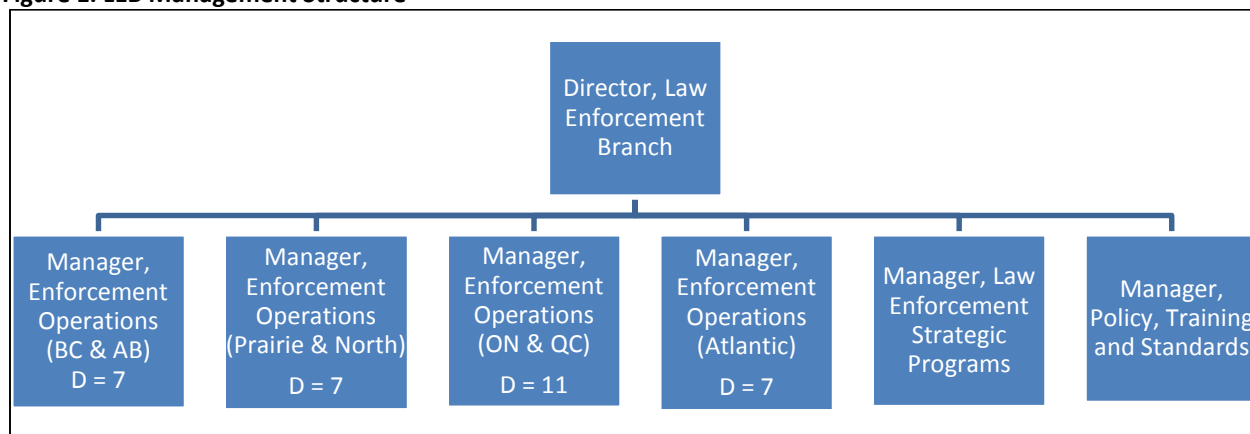 Director, Law
Enforcement
Branch
Manager,
Enforcement
Operations
(BC & AB)
D = 7
Manager,
Enforcement
Operations
(Prairie & North)
D = 7
Manager,
Enforcement
Operations
(ON & QC)
D = 11
Manager,
Enforcement
Operations
(Atlantic)
D = 7
Manager, Law
Enforcement
Strategic
Programs
Manager,
Policy, Training
and Standards